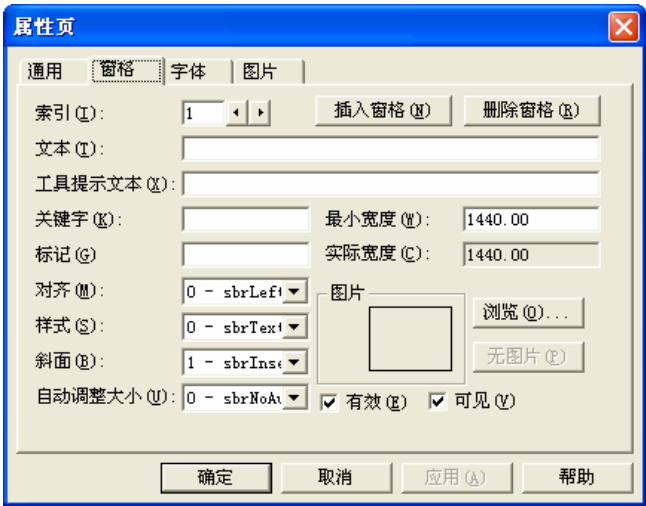 属性页
通用 窗格 字体 图片
索引(I): 1 插入窗格(N) 删除窗格(R)
文本(T):
工具提示文本(X):
关键字(K): 最小宽度(W): 1440.00
标记(G) 实际宽度(C): 1440.00
对齐(M): 0 - sbrLeft 图片
样式(S): 0 - sbrText 浏览(O)...
斜面(B): 1 - sbrInse 无图片(P)
自动调整大小(U): 0 - sbrNoAu 有效(E) 可见(V)
确定 取消 应用(A) 帮助